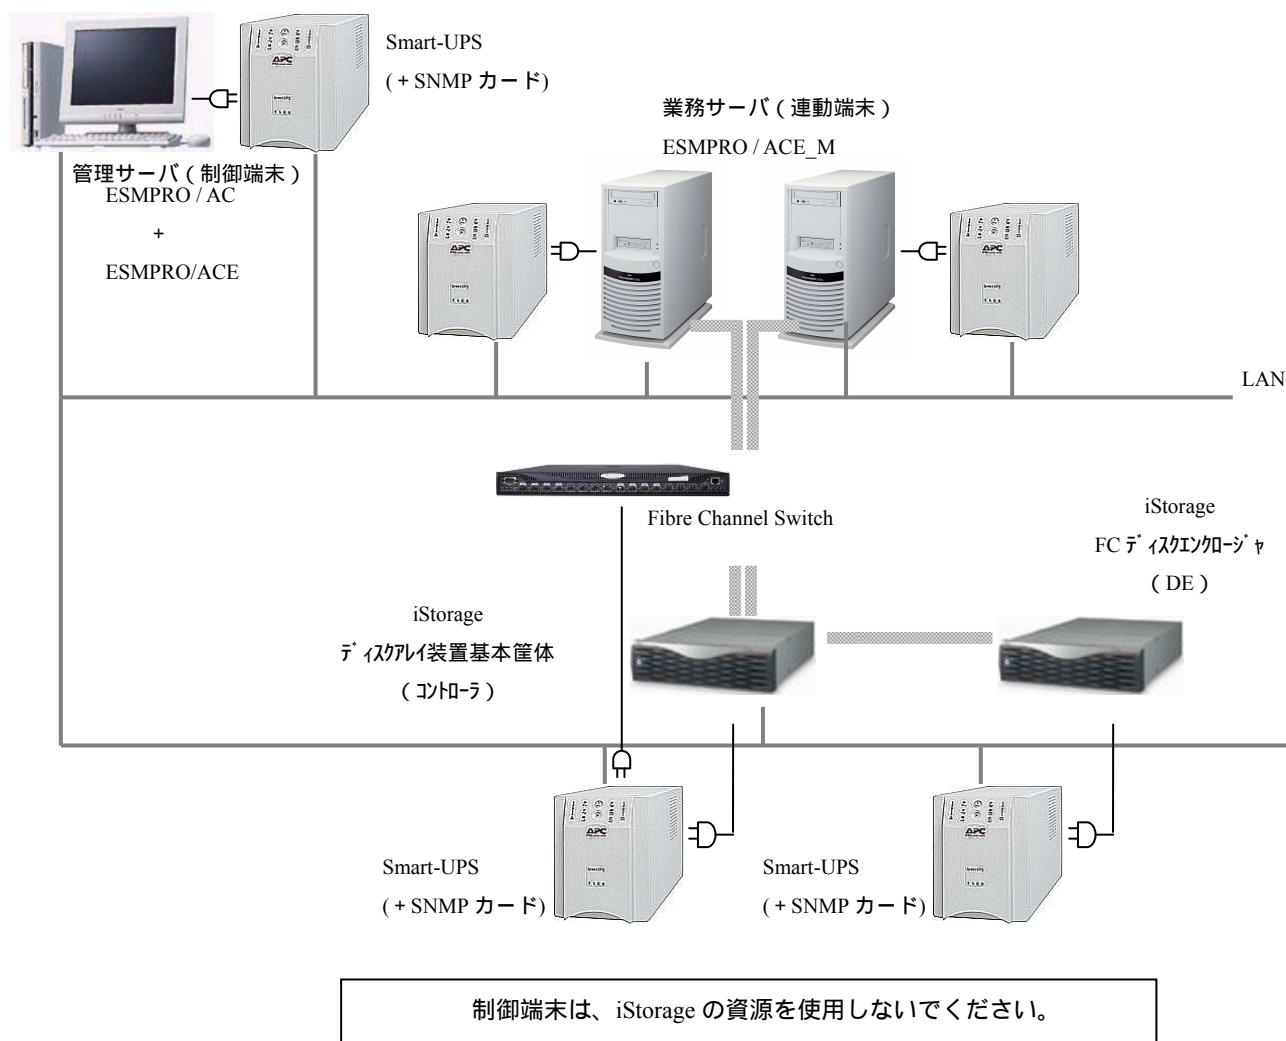 Smart-UPS
(+SNMP カード)
管理サーバ(制御端末)
ESMPRO / AC
+
ESMPRO/ACE
業務サーバ(連動端末)
ESMPRO / ACE_M
APC
APC
APC
LAN
Fibre Channel Switch
iStorage
FC ディスクエンクロージャ
(DE)
iStorage
ディスクアレイ装置基本筐体
(コントローラ)
APC
APC
Smart-UPS
(+SNMP カード)
Smart-UPS
(+SNMP カード)
制御端末は、iStorage の資源を使用しないでください。